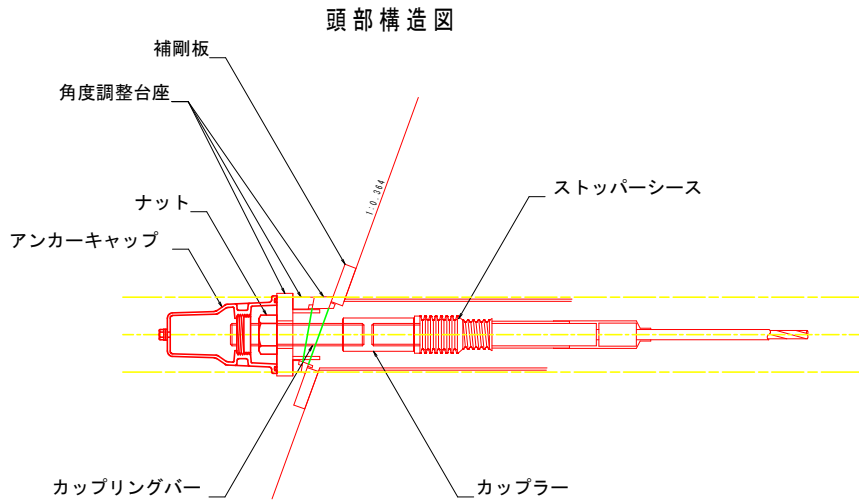 頭部構造図
補剛板
角度調整台座
1:0.364
ストッパーシース
ナット
アンカーキャップ
カップリングバー
カップラー